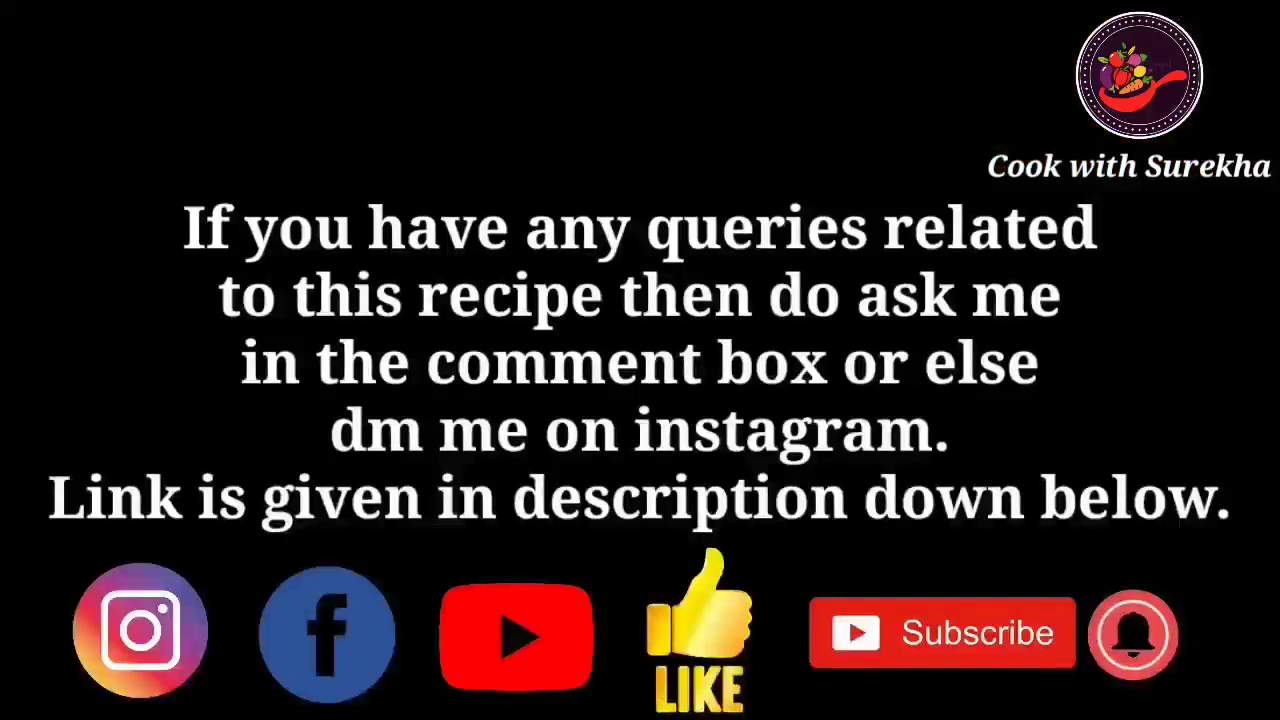 Cook with Surekha
If you have any queries related
to this recipe then do ask me
in the comment box or else
dm me on instagram.
Link is given in description down below.
LIKE
Subscribe